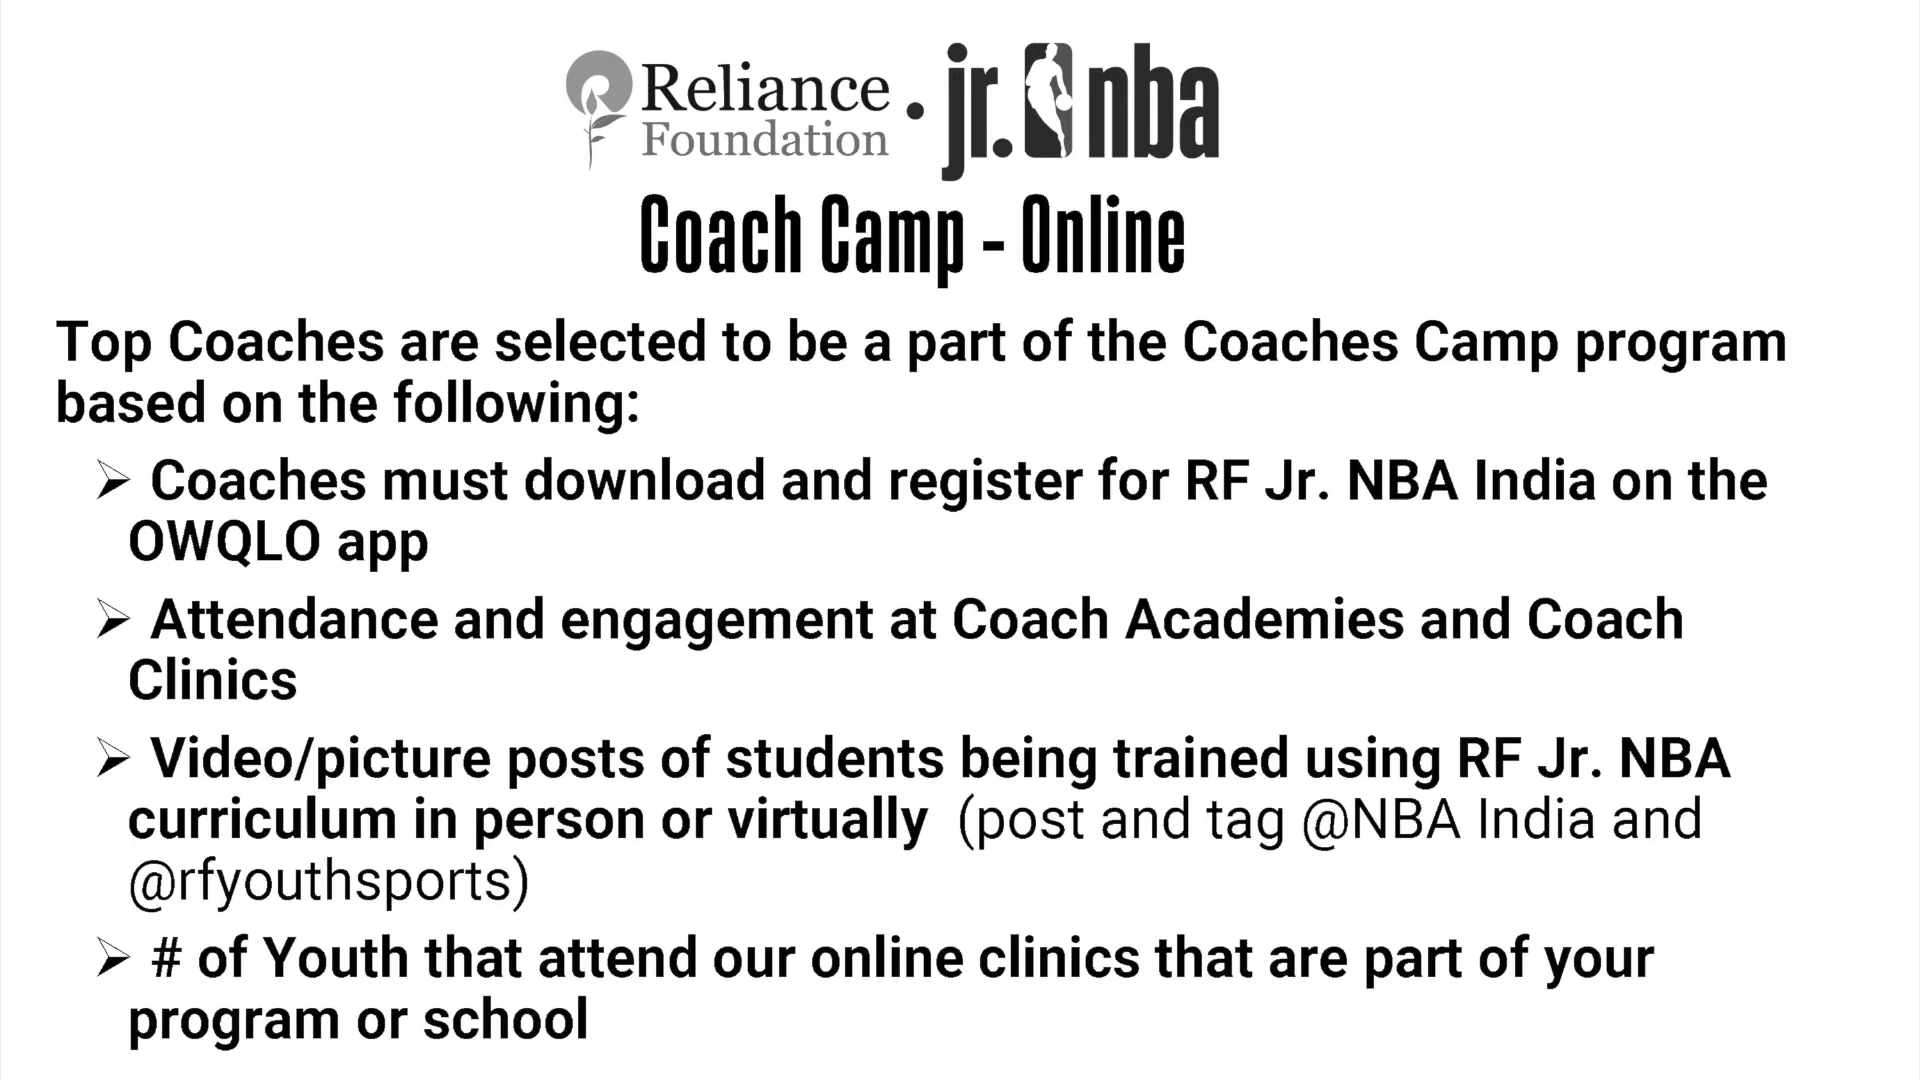 Reliance
Foundation
· jr. nba
Coach Camp - Online
Top Coaches are selected to be a part of the Coaches Camp program
based on the following:
➢ Coaches must download and register for RF Jr. NBA India on the
OWQLO app
➢ Attendance and engagement at Coach Academies and Coach
Clinics
➢ Video/picture posts of students being trained using RF Jr. NBA
curriculum in person or virtually (post and tag @NBA India and
@rfyouthsports)
➢ # of Youth that attend our online clinics that are part of your
program or school